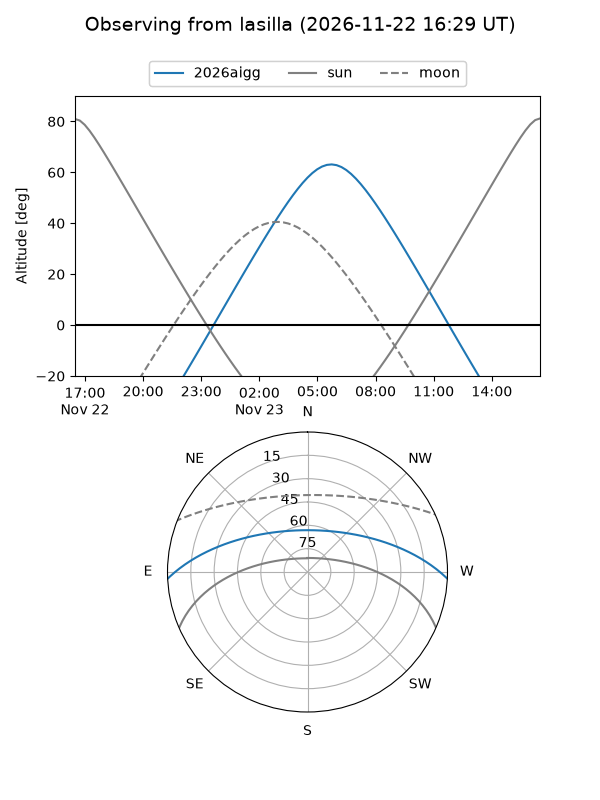 Observing from lasilla (2026-11-22 16:29 UT)
2026aigg sun moon
Altitude [deg]
80
60
40
20
0
−20
17:00 20:00 23:00 02:00 05:00 08:00 11:00 14:00
Nov 22 Nov 23
N
NE NW
15
30
45
60
75
E W
SE SW
S